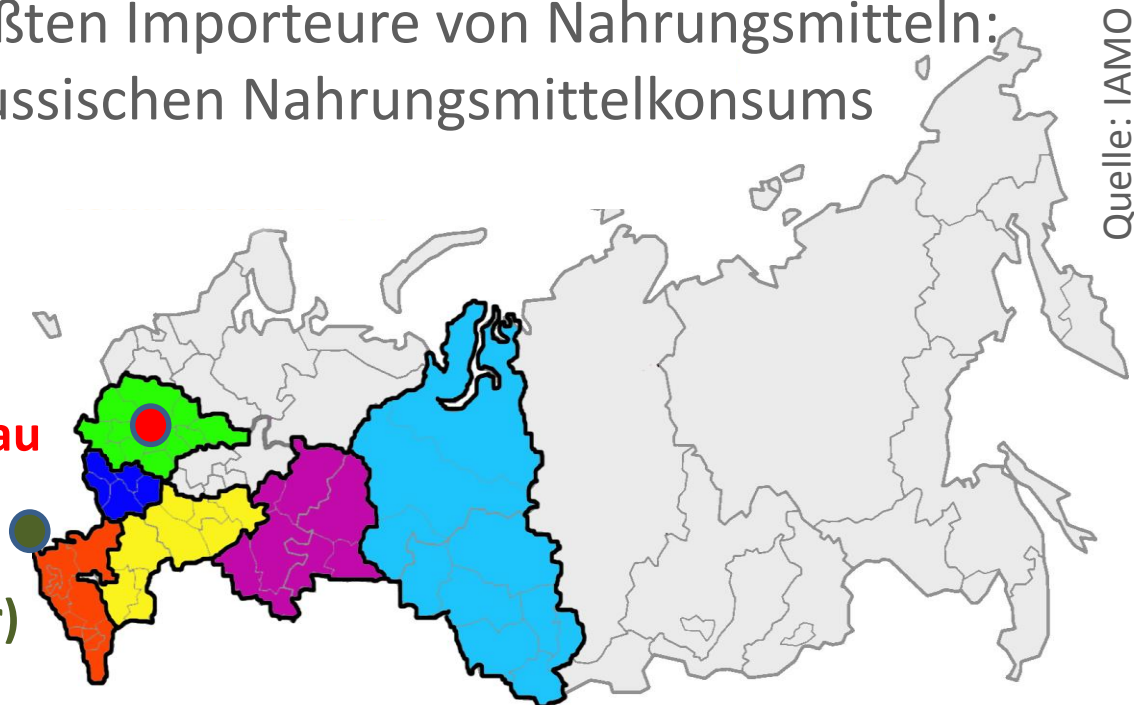 ßten Importeure von Nahrungsmitteln:
ussischen Nahrungsmittelkonsums
Quelle: IAMO
au
)